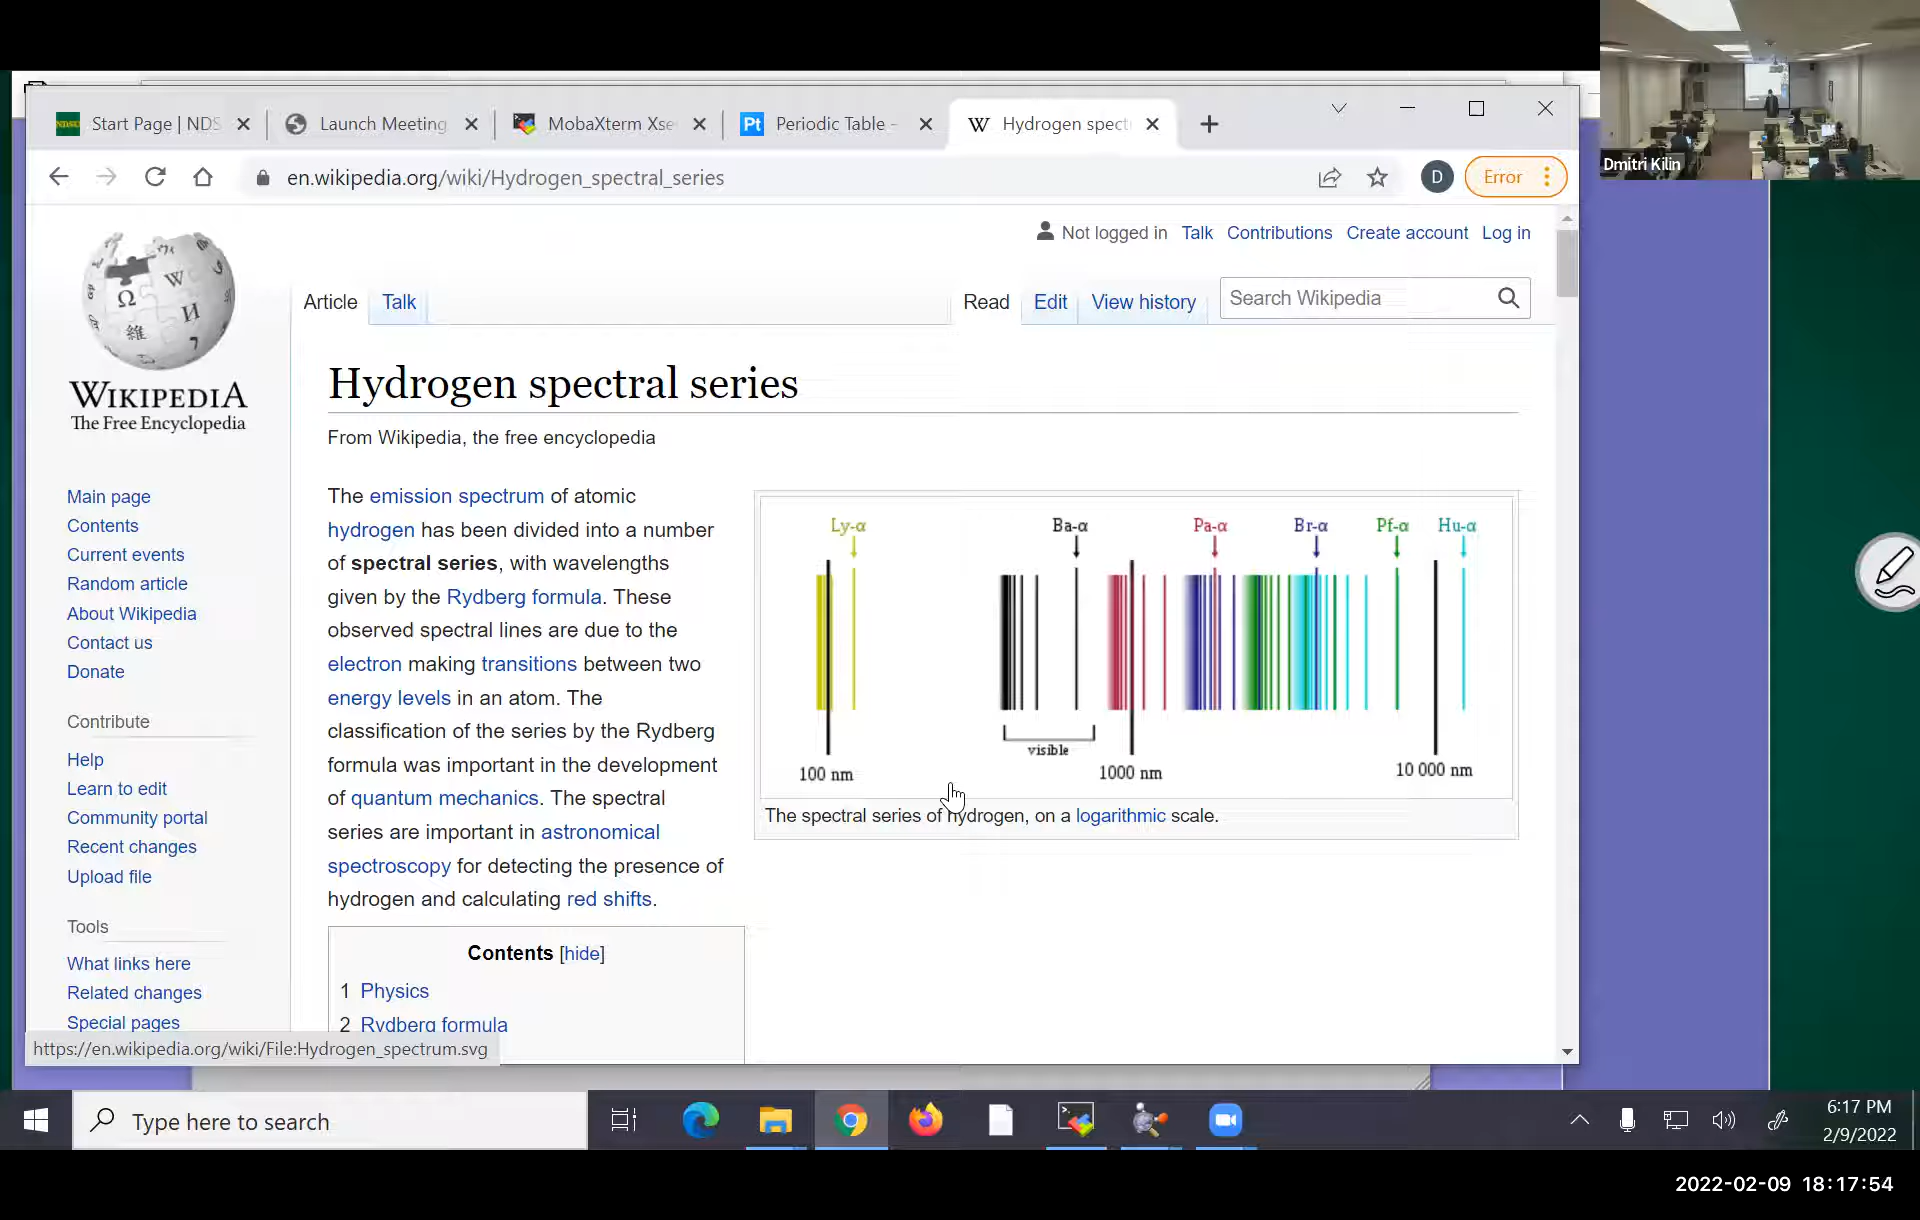 Start Page | NDS
Launch Meeting
MobaXterm Xse
Pt
Periodic Table -
W
Hydrogen spect
Dmitri Kilin
en.wikipedia.org/wiki/Hydrogen_spectral_series
D
Error
Not logged in Talk Contributions Create account Log in
Article Talk Read Edit View history
Search Wikipedia
WIKIPEDIA
The Free Encyclopedia
Main page
Contents
Current events
Random article
About Wikipedia
Contact us
Donate
Contribute
Help
Learn to edit
Community portal
Recent changes
Upload file
Tools
What links here
Related changes
Special pages
Hydrogen spectral series
From Wikipedia, the free encyclopedia
The emission spectrum of atomic
hydrogen has been divided into a number
of spectral series, with wavelengths
given by the Rydberg formula. These
observed spectral lines are due to the
electron making transitions between two
energy levels in an atom. The
classification of the series by the Rydberg
formula was important in the development
of quantum mechanics. The spectral
series are important in astronomical
spectroscopy for detecting the presence of
hydrogen and calculating red shifts.
Ly-α Ba-α Pa-α Br-α Pf-α Hu-α
visible
100 nm 1000 nm 10 000 nm
The spectral series of hydrogen, on a logarithmic scale.
Contents [hide]
1 Physics
2 Rydberg formula
https://en.wikipedia.org/wiki/File:Hydrogen_spectrum.svg
Type here to search
6:17 PM
2/9/2022
2022-02-09 18:17:54